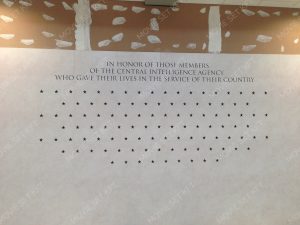 IN HONOR OF THOSE MEMBERS
OF THE CENTRAL INTELLIGENCE AGENCY
WHO GAVE THEIR LIVES IN THE SERVICE OF THEIR COUNTRY